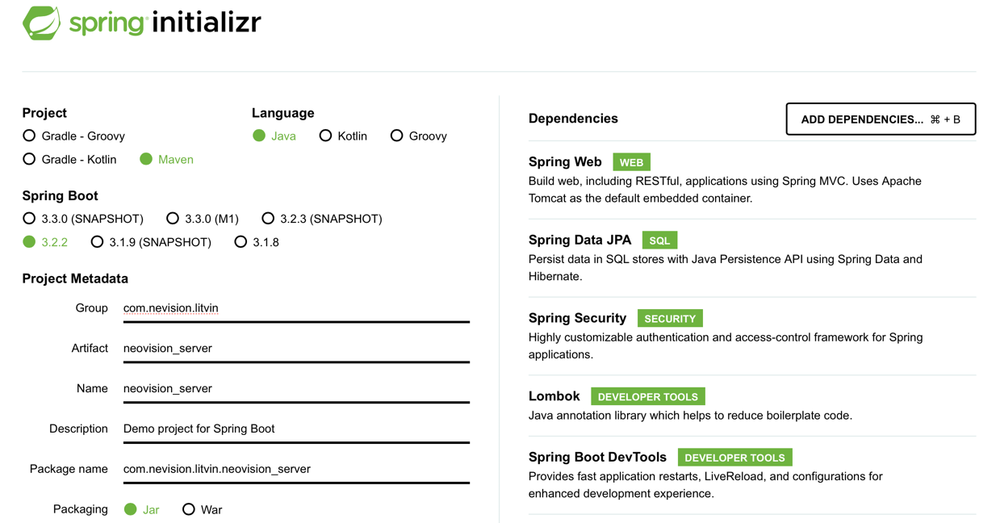 spring initializr
Project
Gradle - Groovy
Gradle - Kotlin Maven
Language
Java Kotlin Groovy
Spring Boot
3.3.0 (SNAPSHOT) 3.3.0 (M1) 3.2.3 (SNAPSHOT)
3.2.2 3.1.9 (SNAPSHOT) 3.1.8
Project Metadata
Group com.nevision.litvin
Artifact neovision_server
Name neovision_server
Description Demo project for Spring Boot
Package name com.nevision.litvin.neovision_server
Packaging Jar War
Dependencies ADD DEPENDENCIES... ⌘ + B
Spring Web WEB
Build web, including RESTful, applications using Spring MVC. Uses Apache
Tomcat as the default embedded container.
Spring Data JPA SQL
Persist data in SQL stores with Java Persistence API using Spring Data and
Hibernate.
Spring Security SECURITY
Highly customizable authentication and access-control framework for Spring
applications.
Lombok DEVELOPER TOOLS
Java annotation library which helps to reduce boilerplate code.
Spring Boot DevTools DEVELOPER TOOLS
Provides fast application restarts, LiveReload, and configurations for
enhanced development experience.